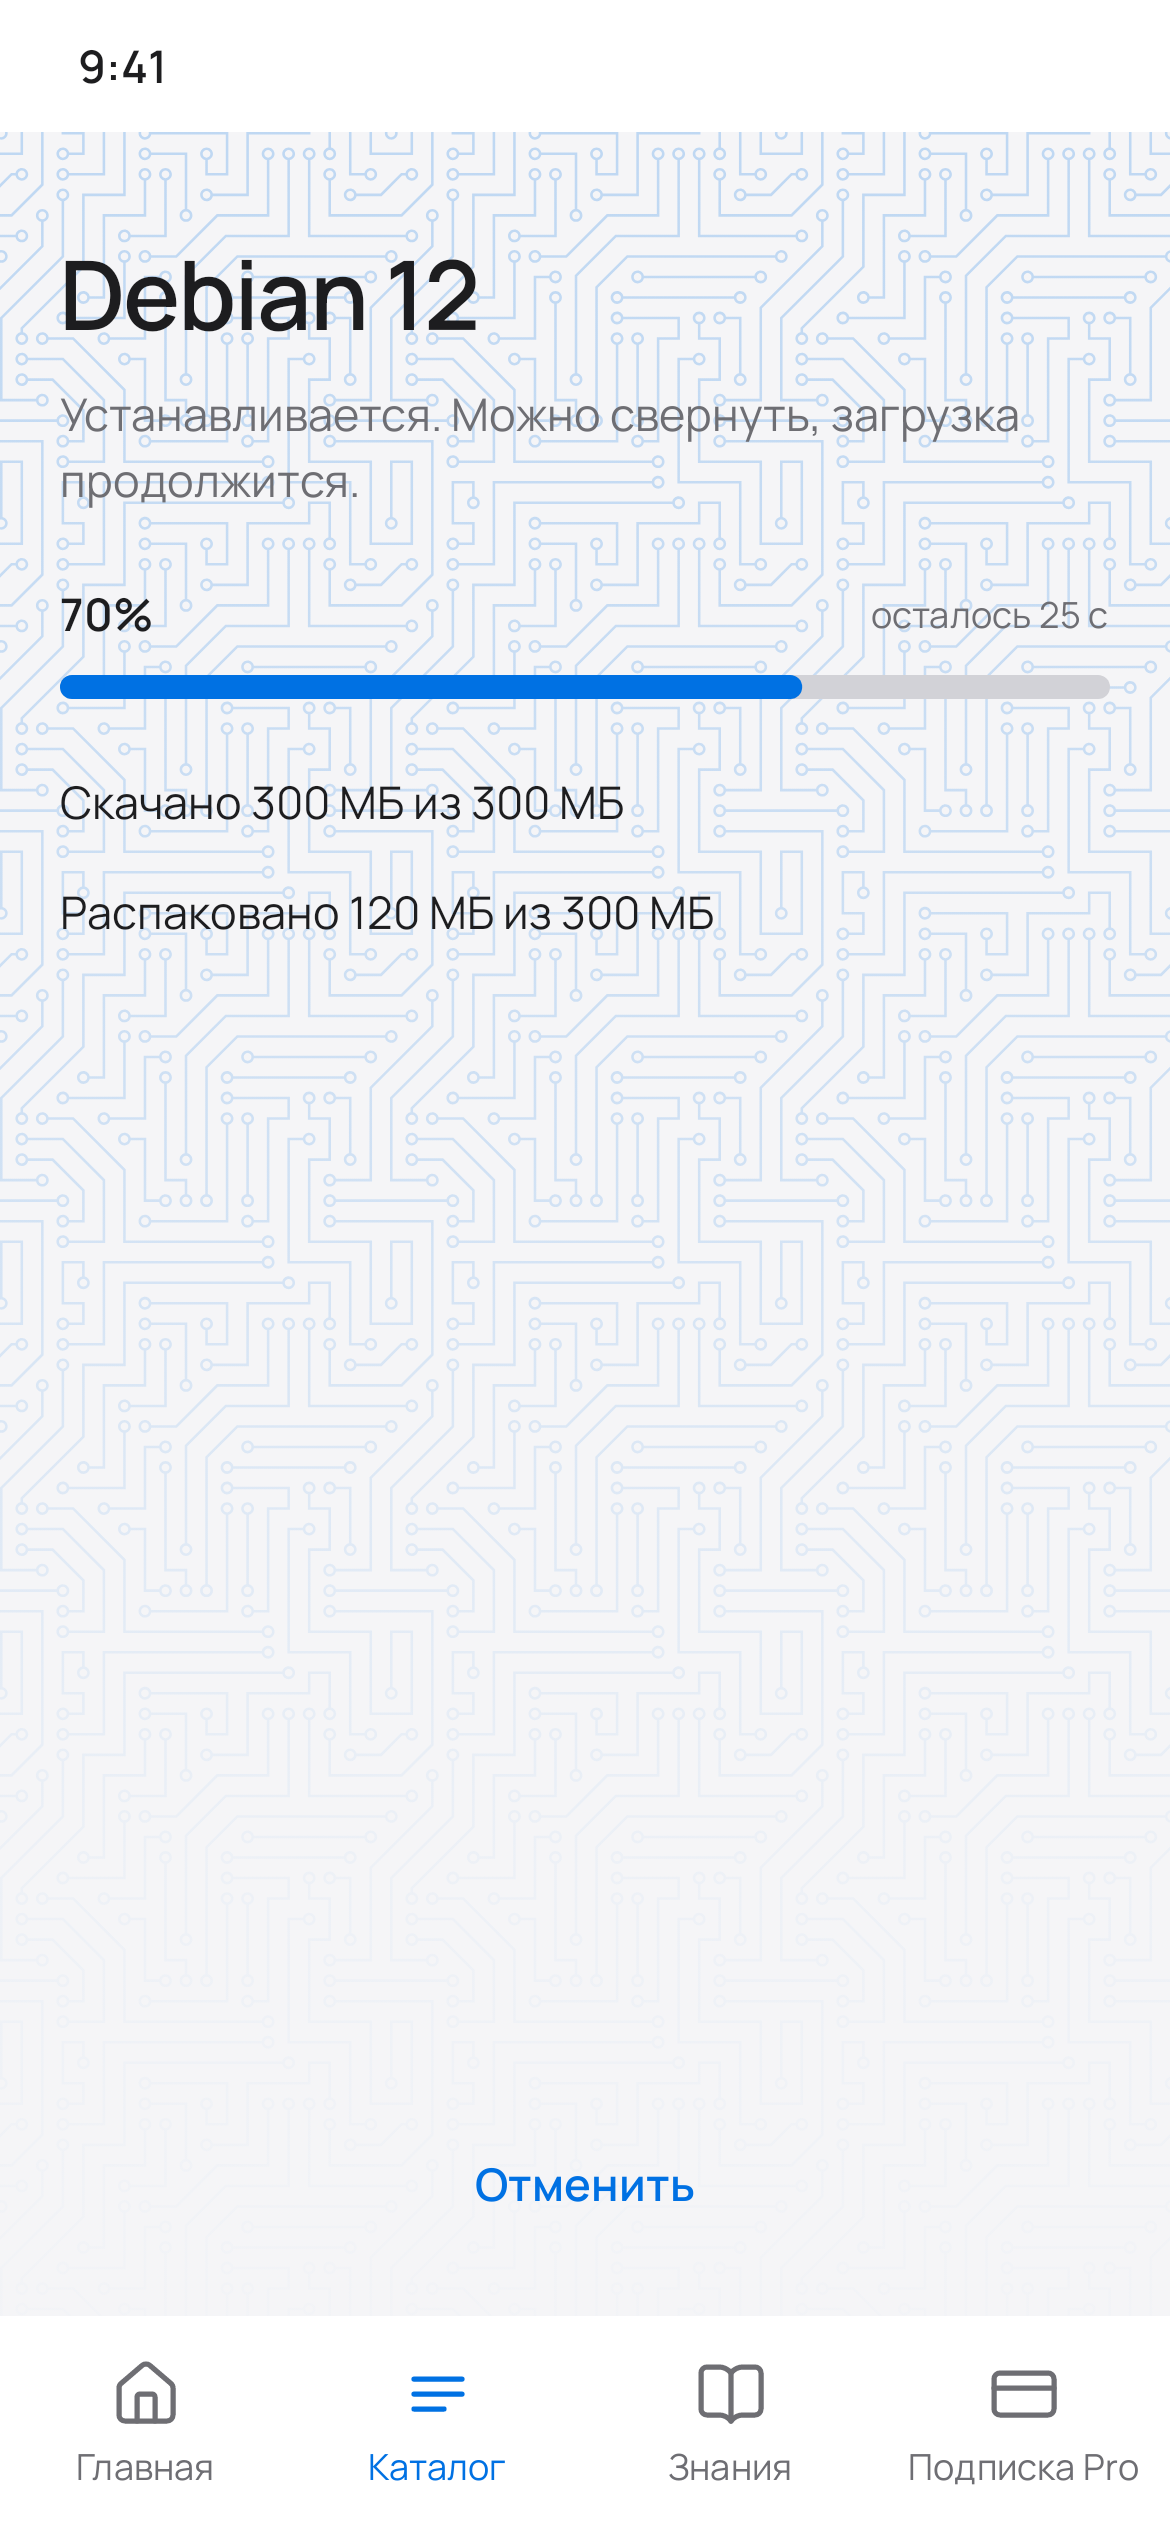 9:41
Debian 12
Устанавливается. Можно свернуть, загрузка
продолжится.
70%
осталось 25 с
Скачано 300 МБ из 300 МБ
Распаковано 120 МБ из 300 МБ
Отменить
Главная
Каталог
Знания
Подписка Pro